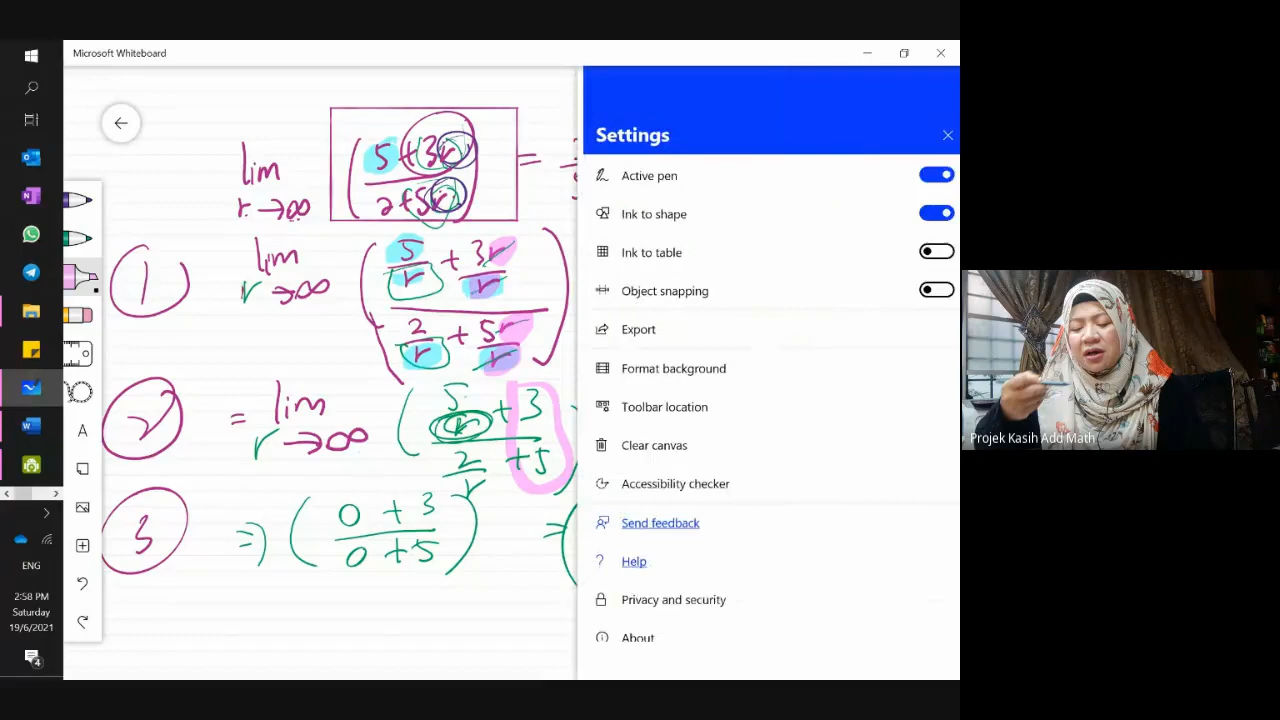 Microsoft Whiteboard
lim r→∞ ( 5+3r / 2+5r ) = 3
1 lim r→∞ ( 5/r + 3r/r / 2/r + 5r/r )
2 = lim r→∞ ( 5/r + 3 / 2/r + 5 )
3 ⇒ ( 0 + 3 / 0 + 5 ) = (
Settings
Active pen
Ink to shape
Ink to table
Object snapping
Export
Format background
Toolbar location
Clear canvas
Accessibility checker
Send feedback
Help
Privacy and security
About
A
ENG
2:58 PM
Saturday
19/6/2021
4
Projek Kasih Add Math